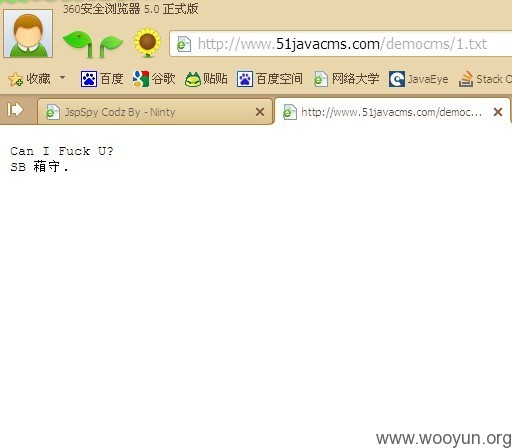 360安全浏览器 5.0 正式版
http://www.51javacms.com/democms/1.txt
收藏 百度 谷歌 贴贴 百度空间 网络大学 JavaEye Stack O
JspSpy Codz By - Ninty http://www.51javacms.com/democ...
Can I Fuck U?
SB 蒩守.
www.wooyun.org